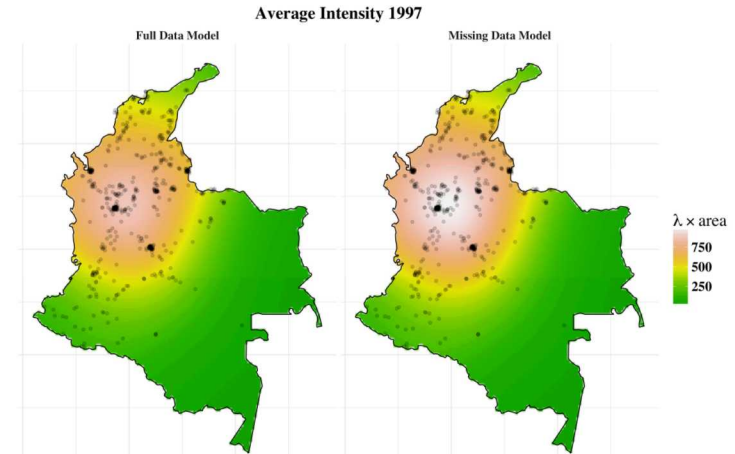 Average Intensity 1997
Full Data Model
Missing Data Model
λ × area
750
500
250